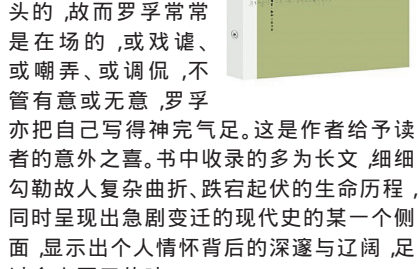 头的，故而罗孚常常
是在场的，或戏谑、
或嘲弄、或调侃，不
管有意或无意，罗孚
亦把自己写得神完气足。这是作者给予读
者的意外之喜。书中收录的多为长文，细细
勾勒故人复杂曲折、跌宕起伏的生命历程，
同时呈现出急剧变迁的现代史的某一个侧
面，显示出个人情怀背后的深邃与辽阔，足